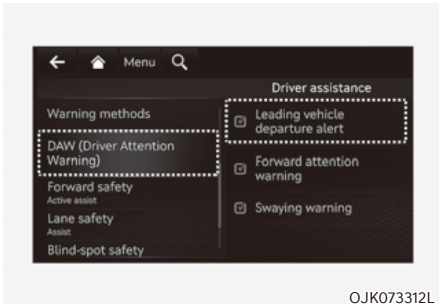 Menu
Driver assistance
Warning methods
DAW (Driver Attention
Warning)
Forward safety
Active assist
Lane safety
Assist
Blind-spot safety
Leading vehicle
departure alert
Forward attention
warning
Swaying warning
OJK073312L